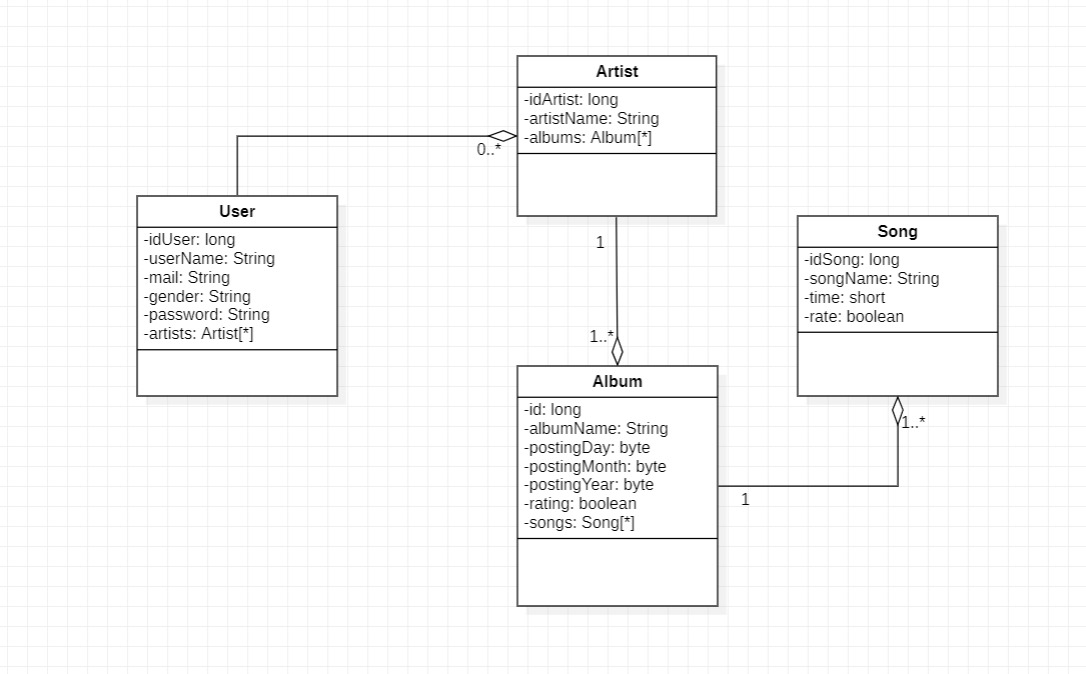 Artist
-idArtist: long
-artistName: String
-albums: Album[*]
0..*
User
-idUser: long
-userName: String
-mail: String
-gender: String
-password: String
-artists: Artist[*]
1
1..*
Album
-id: long
-albumName: String
-postingDay: byte
-postingMonth: byte
-postingYear: byte
-rating: boolean
-songs: Song[*]
Song
-idSong: long
-songName: String
-time: short
-rate: boolean
1..*
1